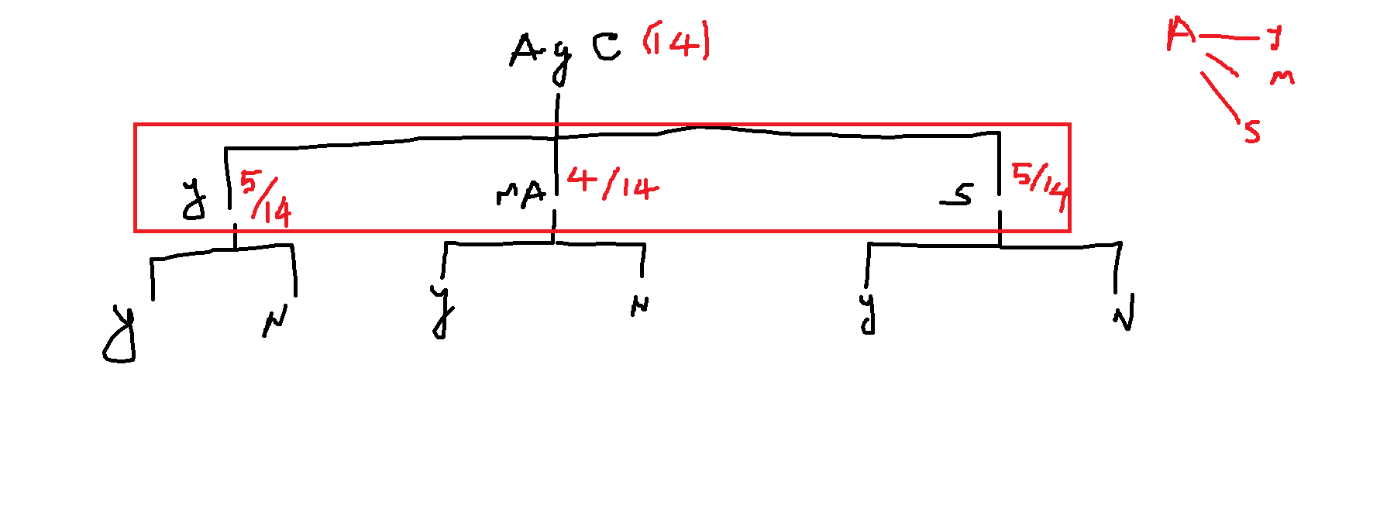 Ag C (14)
A y
m
S
y 5/14 MA 4/14 S 5/14
y N y N y N